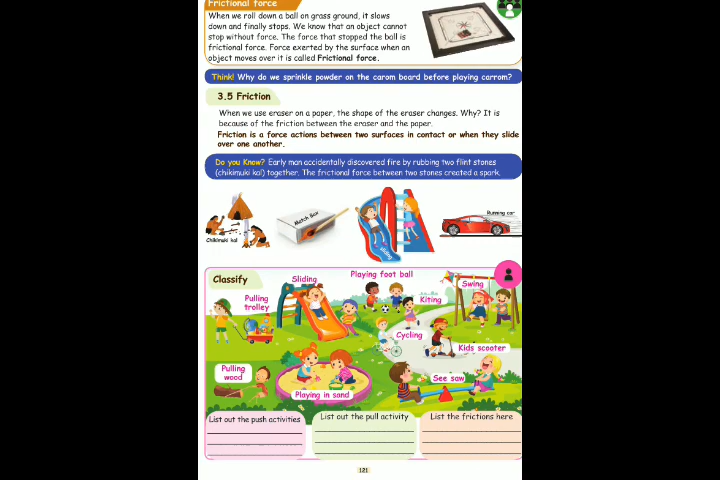 Frictional force
When we roll down a ball on grass ground, it slows
down and finally stops. We know that an object cannot
stop without force. The force that stopped the ball is
frictional force. Force exerted by the surface when an
object moves over it is called Frictional force.
Think! Why do we sprinkle powder on the carom board before playing carrom?
3.5 Friction
When we use eraser on a paper, the shape of the eraser changes. Why? It is
because of the friction between the eraser and the paper.
Friction is a force actions between two surfaces in contact or when they slide
over one another.
Do you Know? Early man accidentally discovered fire by rubbing two flint stones
(chikimuki kal) together. The frictional force between two stones created a spark.
Chikimuki kal
Match Box
sliding
Running car
Classify
Sliding
Playing foot ball
Swing
Pulling
trolley
Kiting
Cycling
Kids scooter
Pulling
wood
See saw
Playing in sand
List out the push activities
List out the pull activity
List the frictions here
121